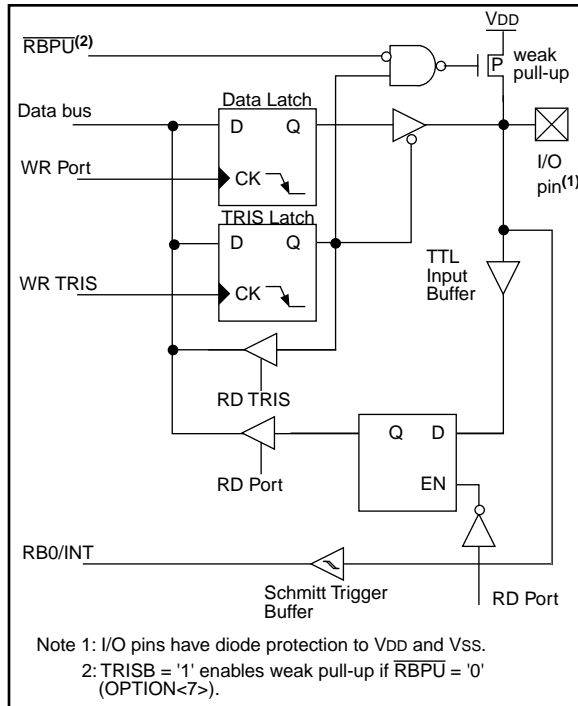 VDD
RBPU(2)
P
weak
pull-up
Data bus
Data Latch
D Q
WR Port
CK
I/O
pin(1)
TRIS Latch
D Q
TTL
Input
Buffer
WR TRIS
CK
RD TRIS
Q D
RD Port
EN
RB0/INT
Schmitt Trigger
Buffer
RD Port
Note 1: I/O pins have diode protection to VDD and VSS.
2: TRISB = '1' enables weak pull-up if RBPU = '0'
(OPTION<7>).